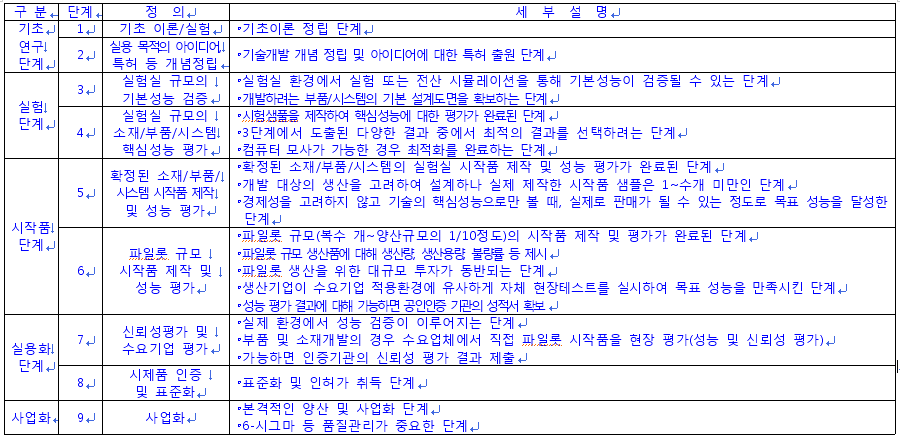 구 분 단계 정 의 세 부 설 명
기초 연구 단계
1 기초 이론/실험 ◦기초이론 정립 단계
2 실용 목적의 아이디어,
특허 등 개념정립
◦기술개발 개념 정립 및 아이디어에 대한 특허 출원 단계
실험 단계
3 실험실 규모의
기본성능 검증
◦실험실 환경에서 실험 또는 전산 시뮬레이션을 통해 기본성능이 검증될 수 있는 단계
◦개발하려는 부품/시스템의 기본 설계도면을 확보하는 단계
4 실험실 규모의
소재/부품/시스템
핵심성능 평가
◦시험샘플을 제작하여 핵심성능에 대한 평가가 완료된 단계
◦3단계에서 도출된 다양한 결과 중에서 최적의 결과를 선택하려는 단계
◦컴퓨터 모사가 가능한 경우 최적화를 완료하는 단계
시작품 단계
5 확정된 소재/부품/
시스템 시작품 제작
및 성능 평가
◦확정된 소재/부품/시스템의 실험실 시작품 제작 및 성능 평가가 완료된 단계
◦개발 대상의 생산을 고려하여 설계하나 실제 제작한 시작품 샘플은 1~수개 미만인 단계
◦경제성을 고려하지 않고 기술의 핵심성능으로만 볼 때, 실제로 판매가 될 수 있는 정도로 목표 성능을 달성한
단계
6 파일롯 규모
시작품 제작 및
성능 평가
◦파일롯 규모(복수 개~양산규모의 1/10정도)의 시작품 제작 및 평가가 완료된 단계
◦파일롯 규모 생산품에 대해 생산량, 생산용량, 불량률 등 제시
◦파일롯 생산을 위한 대규모 투자가 동반되는 단계
◦생산기업이 수요기업 적용환경에 유사하게 자체 현장테스트를 실시하여 목표 성능을 만족시킨 단계
◦성능 평가 결과에 대해 가능하면 공인인증 기관의 성적서 확보
실용화 단계
7 신뢰성평가 및
수요기업 평가
◦실제 환경에서 성능 검증이 이루어지는 단계
◦부품 및 소재개발의 경우 수요업체에서 직접 파일롯 시작품을 현장 평가(성능 및 신뢰성 평가)
◦가능하면 인증기관의 신뢰성 평가 결과 제출
8 시제품 인증
및 표준화
◦표준화 및 인허가 취득 단계
사업화 9 사업화
◦본격적인 양산 및 사업화 단계
◦6-시그마 등 품질관리가 중요한 단계